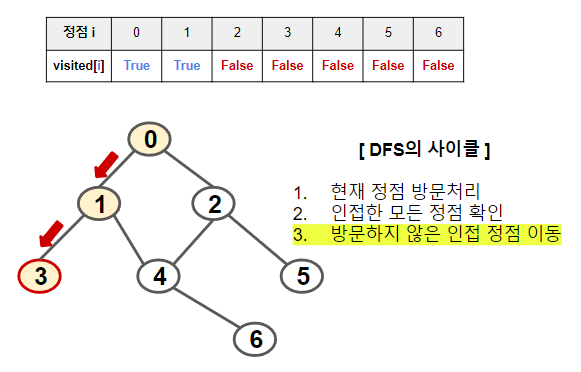 정점 i 0 1 2 3 4 5 6
visited[i] True True False False False False False
[ DFS의 사이클 ]
1. 현재 정점 방문처리
2. 인접한 모든 정점 확인
3. 방문하지 않은 인접 정점 이동
0
1
2
3
4
5
6